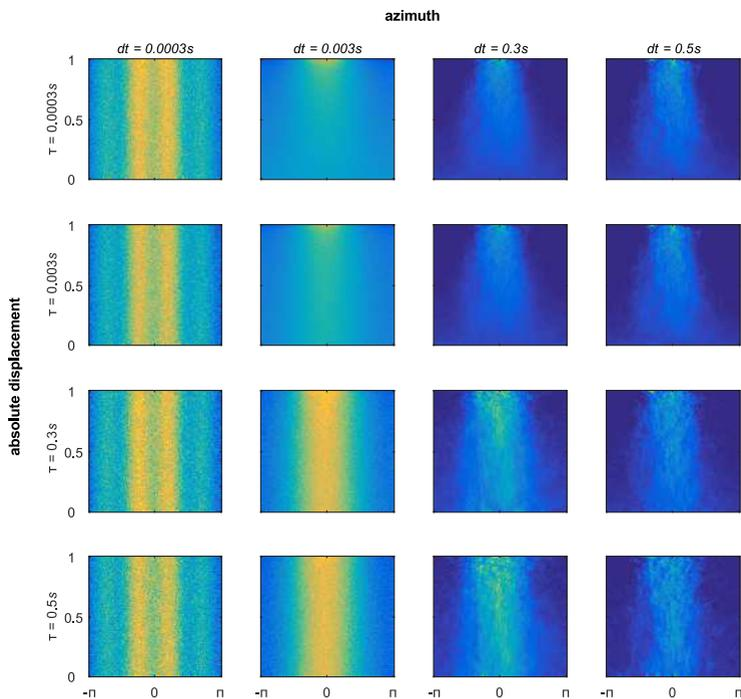 azimuth
dt = 0.0003s
dt = 0.003s
dt = 0.3s
dt = 0.5s
absolute displacement
τ = 0.0003s
1
0.5
0
τ = 0.003s
1
0.5
0
τ = 0.3s
1
0.5
0
τ = 0.5s
1
0.5
0
-π 0 π
-π 0 π
-π 0 π
-π 0 π